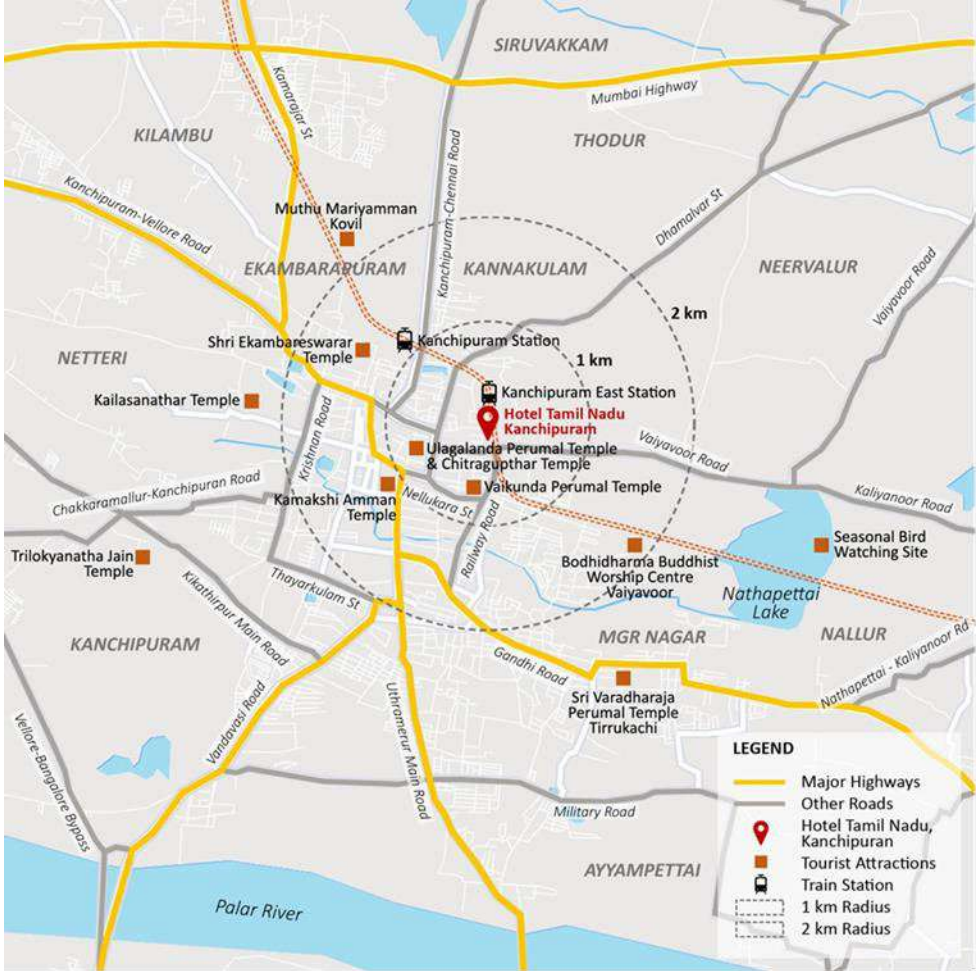 SIRUVAKKAM
Mumbai Highway
Kamarajar St
KILAMBU
THODUR
Kanchipuram-Chennai Road
Kanchipuram-Vellore Road
Dhamalvar St
Muthu Mariyamman
Kovil
EKAMBARAPURAM
KANNAKULAM
NEERVALUR
Vaiyavoor Road
2 km
Shri Ekambareswarar
Temple
Kanchipuram Station
1 km
NETTERI
Kailasanathar Temple
Kanchipuram East Station
Hotel Tamil Nadu
Kanchipuram
Krishnan Road
Ulagalanda Perumal Temple
& Chitragupthar Temple
Vaiyavoor Road
Chakkaramallur-Kanchipuran Road
Kamakshi Amman
Temple
Nellukara St
Vaikunda Perumal Temple
Kaliyanoor Road
Railway Road
Trilokyanatha Jain
Temple
Bodhidharma Buddhist
Worship Centre
Vaiyavoor
Seasonal Bird
Watching Site
Thayarkulam St
Kikathirpur Main Road
Nathapettai
Lake
KANCHIPURAM
MGR NAGAR
NALLUR
Gandhi Road
Nathapettai - Kaliyanoor Rd
Vandavasi Road
Uthramerur Main Road
Sri Varadharaja
Perumal Temple
Tirrukachi
Vellore-Bangalore Bypass
Military Road
AYYAMPETTAI
Palar River
LEGEND
Major Highways
Other Roads
Hotel Tamil Nadu,
Kanchipuran
Tourist Attractions
Train Station
1 km Radius
2 km Radius